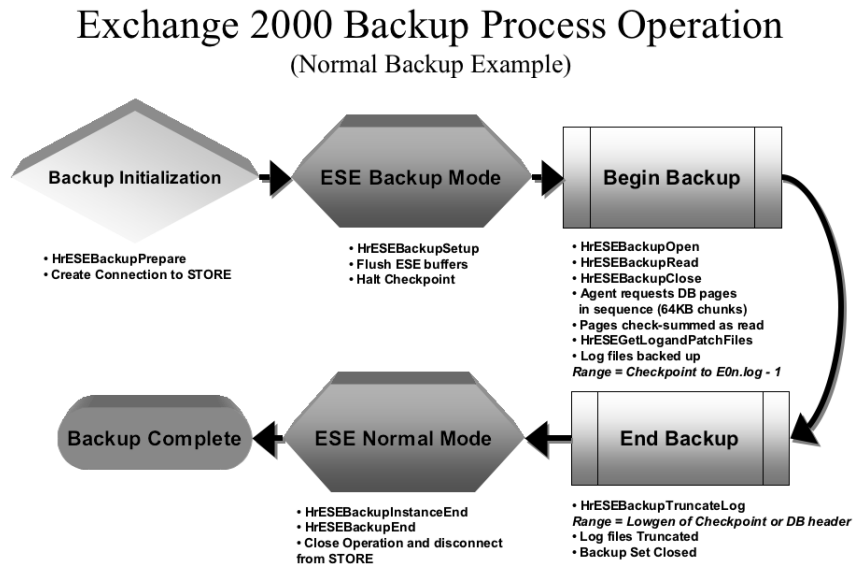 Exchange 2000 Backup Process Operation
(Normal Backup Example)
Backup Initialization
• HrESEBackupPrepare
• Create Connection to STORE
ESE Backup Mode
• HrESEBackupSetup
• Flush ESE buffers
• Halt Checkpoint
Begin Backup
• HrESEBackupOpen
• HrESEBackupRead
• HrESEBackupClose
• Agent requests DB pages
in sequence (64KB chunks)
• Pages check-summed as read
• HrESEGetLogandPatchFiles
• Log files backed up
Range = Checkpoint to E0n.log - 1
End Backup
• HrESEBackupTruncateLog
Range = Lowgen of Checkpoint or DB header
• Log files Truncated
• Backup Set Closed
ESE Normal Mode
• HrESEBackupInstanceEnd
• HrESEBackupEnd
• Close Operation and disconnect
from STORE
Backup Complete